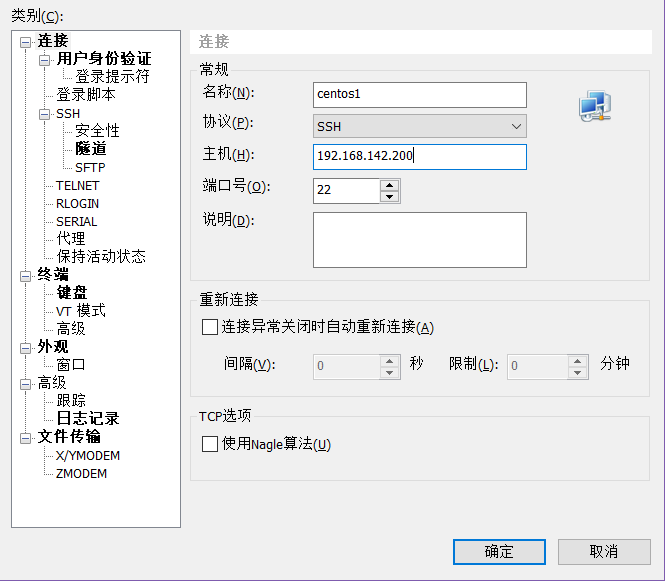 类别(C):
连接
用户身份验证
登录提示符
登录脚本
SSH
安全性
隧道
SFTP
TELNET
RLOGIN
SERIAL
代理
保持活动状态
终端
键盘
VT 模式
高级
外观
窗口
高级
跟踪
日志记录
文件传输
X/YMODEM
ZMODEM
连接
常规
名称(N): centos1
协议(P): SSH
主机(H): 192.168.142.200
端口号(O): 22
说明(D):
重新连接
连接异常关闭时自动重新连接(A)
间隔(V): 0 秒 限制(L): 0 分钟
TCP选项
使用Nagle算法(U)
确定 取消